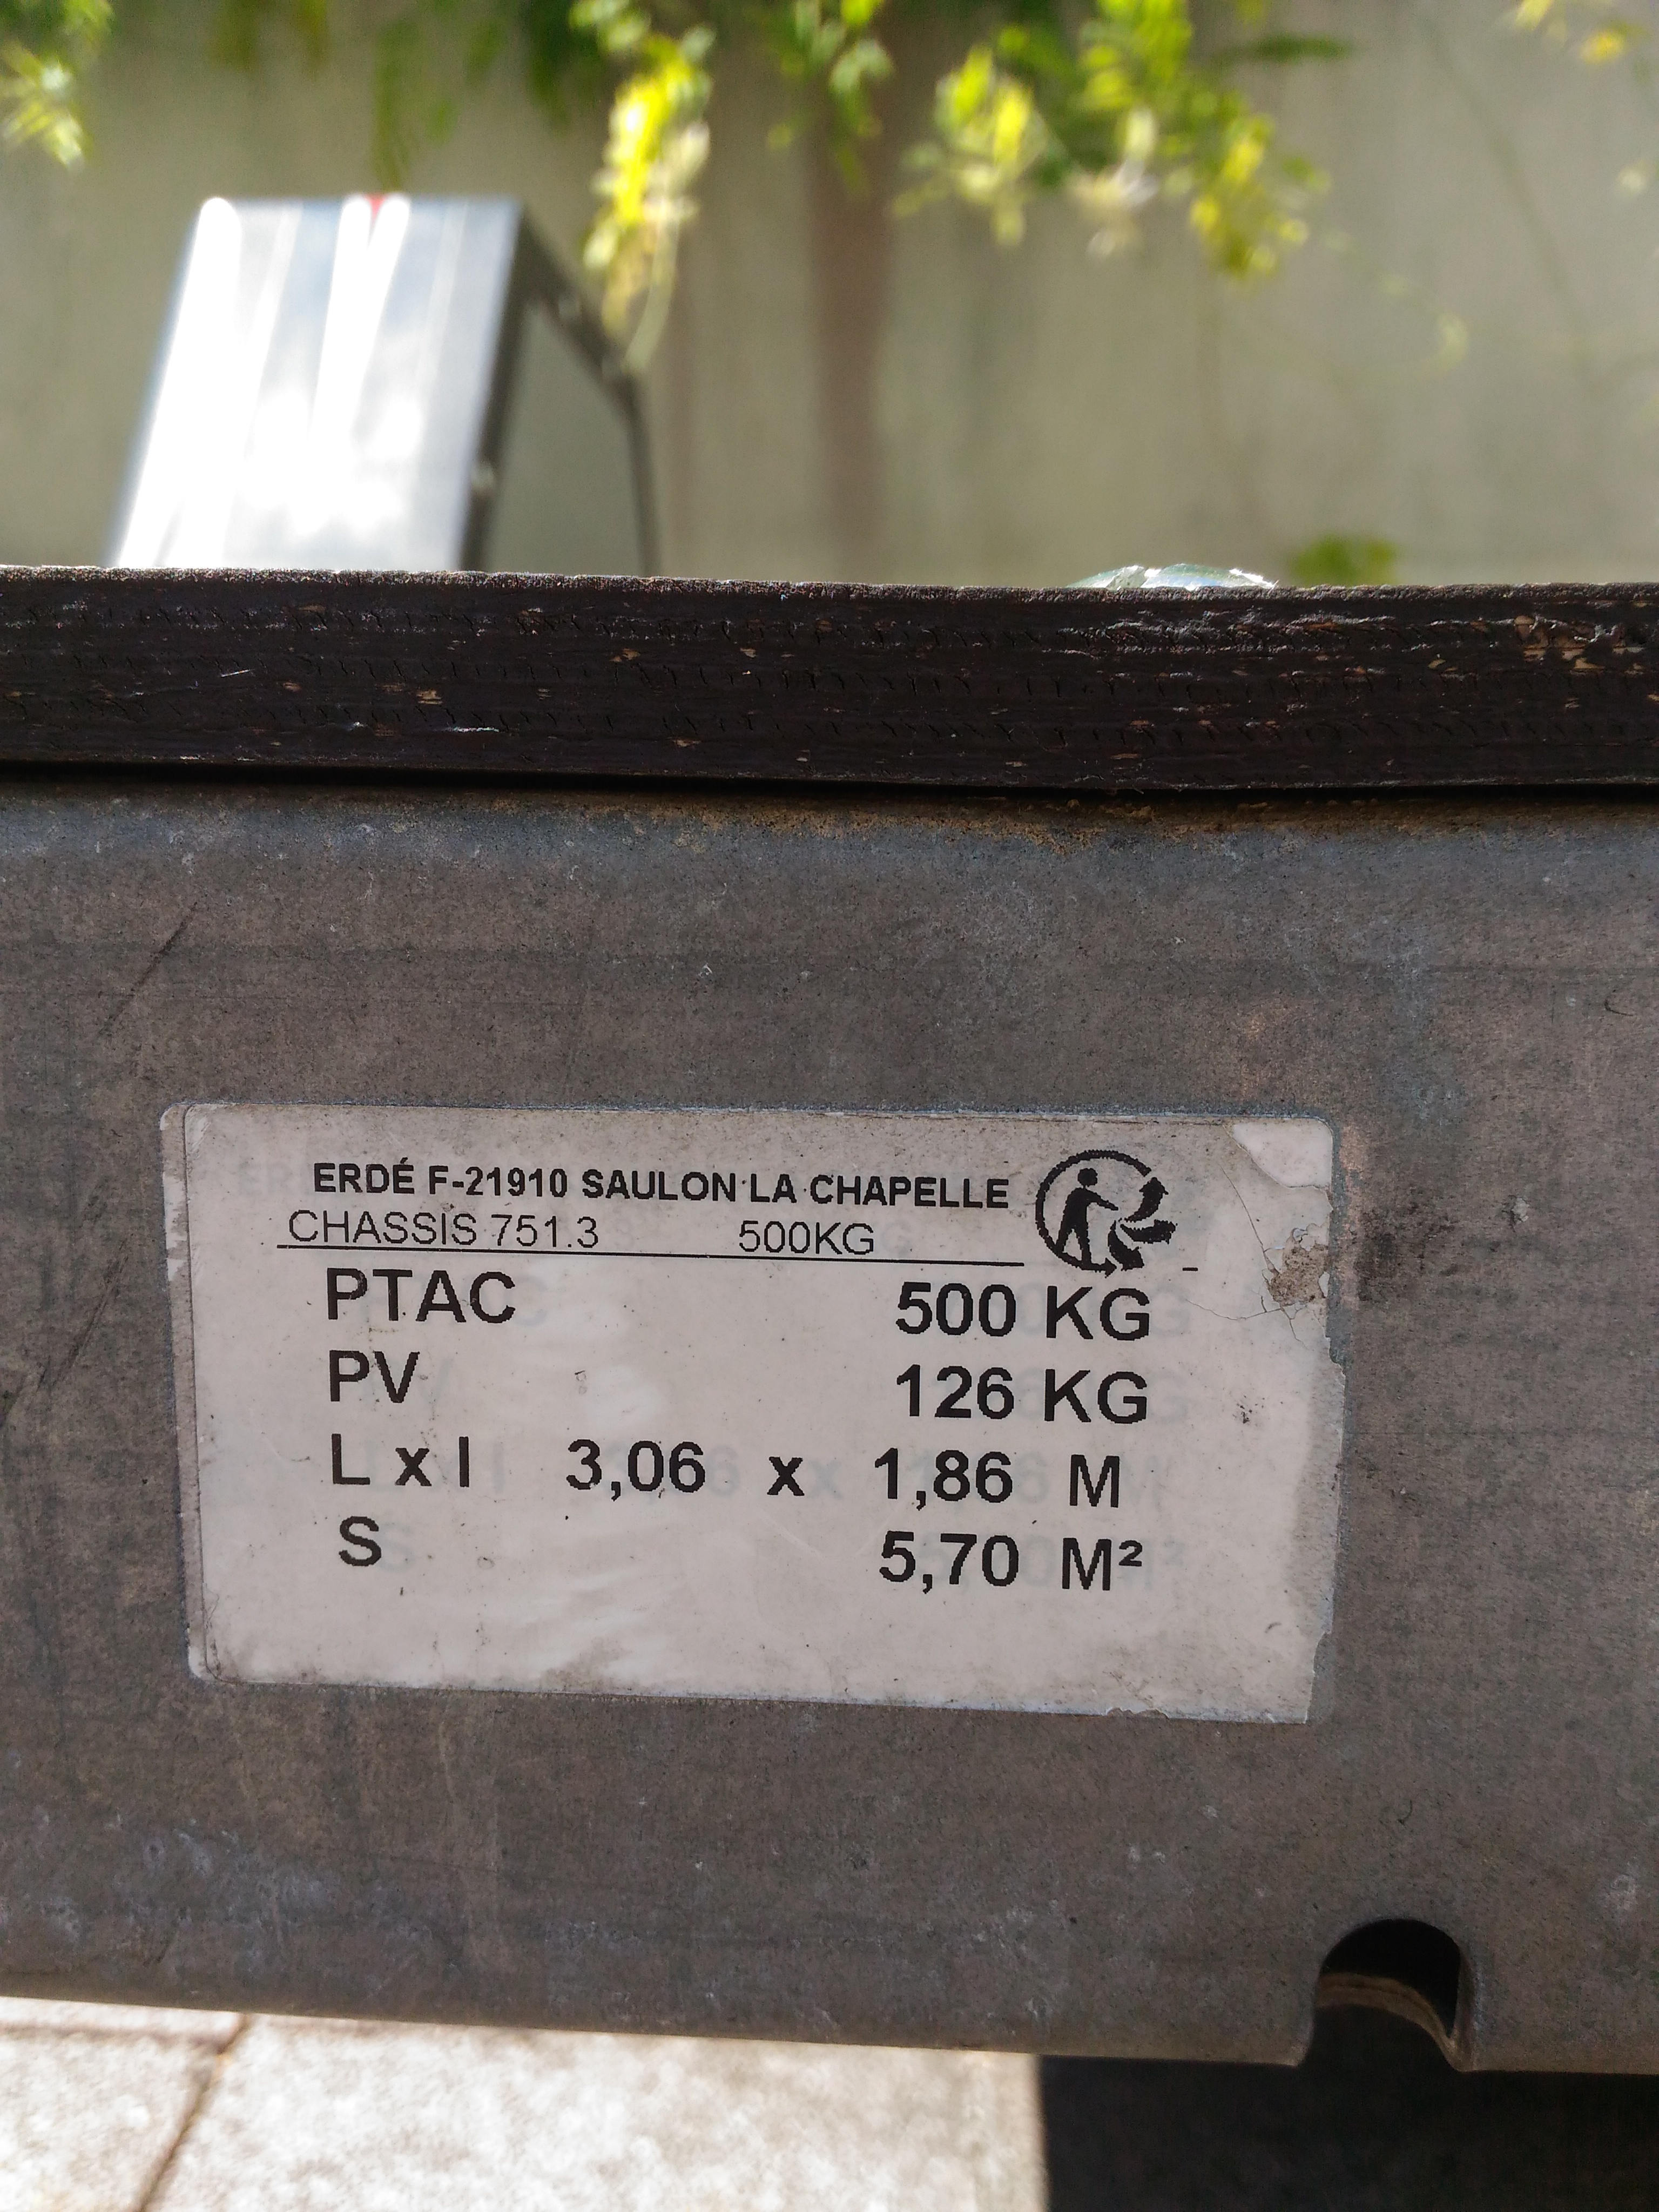 ERDÉ F-21910 SAULON LA CHAPELLE
CHASSIS 751.3 500KG
PTAC 500 KG
PV 126 KG
L x l 3,06 x 1,86 M
S 5,70 M²